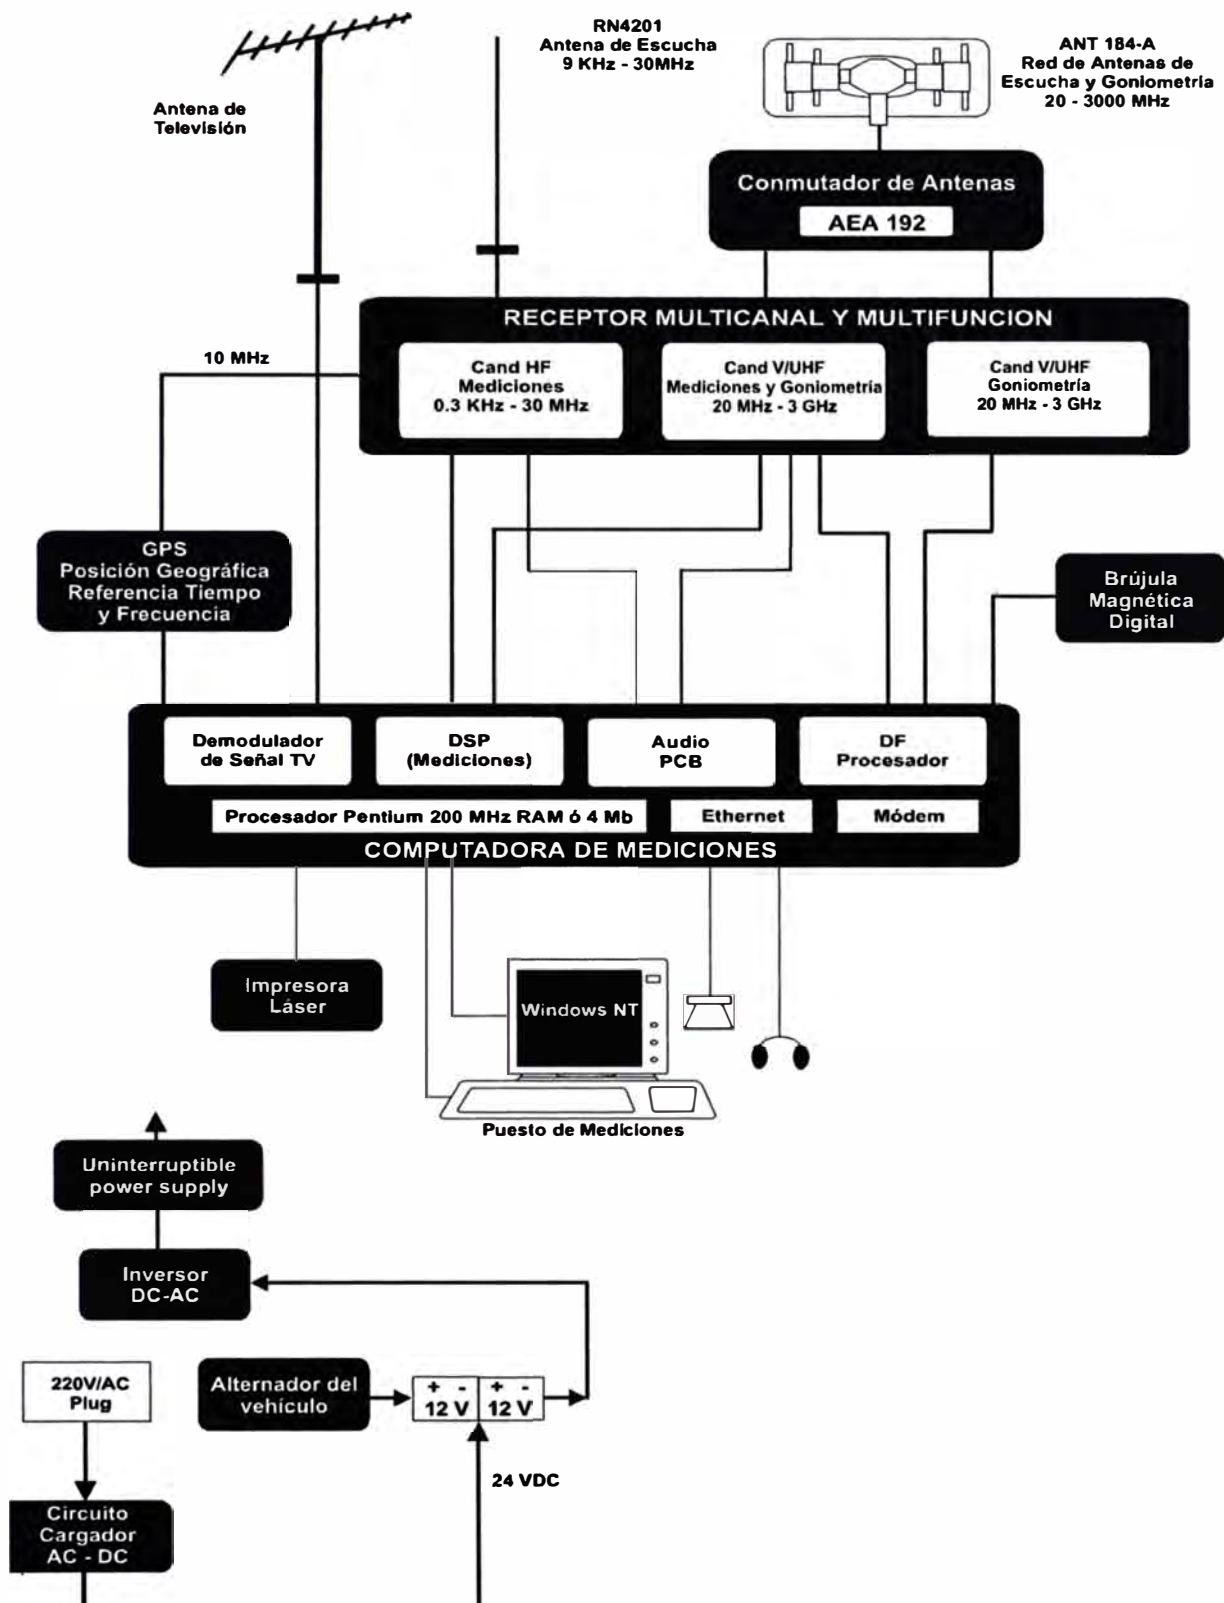 RN4201
Antena de Escucha
9 KHz - 30MHz
ANT 184-A
Red de Antenas de
Escucha y Goniometría
20 - 3000 MHz
Antena de
Televisión
Conmutador de Antenas
AEA 192
RECEPTOR MULTICANAL Y MULTIFUNCION
10 MHz
Cand HF
Mediciones
0.3 KHz - 30 MHz
Cand V/UHF
Mediciones y Goniometría
20 MHz - 3 GHz
Cand V/UHF
Goniometría
20 MHz - 3 GHz
GPS
Posición Geográfica
Referencia Tiempo
y Frecuencia
Brújula
Magnética
Digital
Demodulador
de Señal TV
DSP
(Mediciones)
Audio
PCB
DF
Procesador
Procesador Pentium 200 MHz RAM ó 4 Mb
Ethernet
Módem
COMPUTADORA DE MEDICIONES
Impresora
Láser
Windows NT
Puesto de Mediciones
Uninterruptible
power supply
Inversor
DC-AC
220V/AC
Plug
Alternador del
vehículo
+ - + -
12 V 12 V
24 VDC
Circuito
Cargador
AC - DC